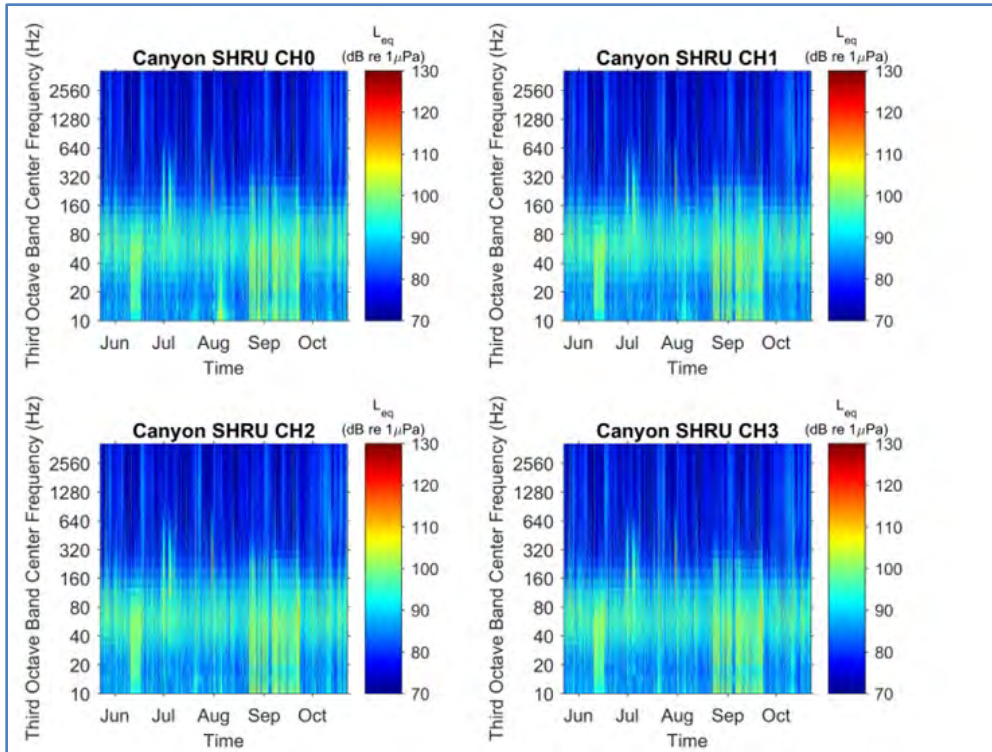 L_eq
(dB re 1μPa)
Canyon SHRU CH0
130
120
110
100
90
80
70
Third Octave Band Center Frequency (Hz)
2560
1280
640
320
160
80
40
20
10
Jun Jul Aug Sep Oct
Time
L_eq
(dB re 1μPa)
Canyon SHRU CH1
130
120
110
100
90
80
70
Third Octave Band Center Frequency (Hz)
2560
1280
640
320
160
80
40
20
10
Jun Jul Aug Sep Oct
Time
L_eq
(dB re 1μPa)
Canyon SHRU CH2
130
120
110
100
90
80
70
Third Octave Band Center Frequency (Hz)
2560
1280
640
320
160
80
40
20
10
Jun Jul Aug Sep Oct
Time
L_eq
(dB re 1μPa)
Canyon SHRU CH3
130
120
110
100
90
80
70
Third Octave Band Center Frequency (Hz)
2560
1280
640
320
160
80
40
20
10
Jun Jul Aug Sep Oct
Time